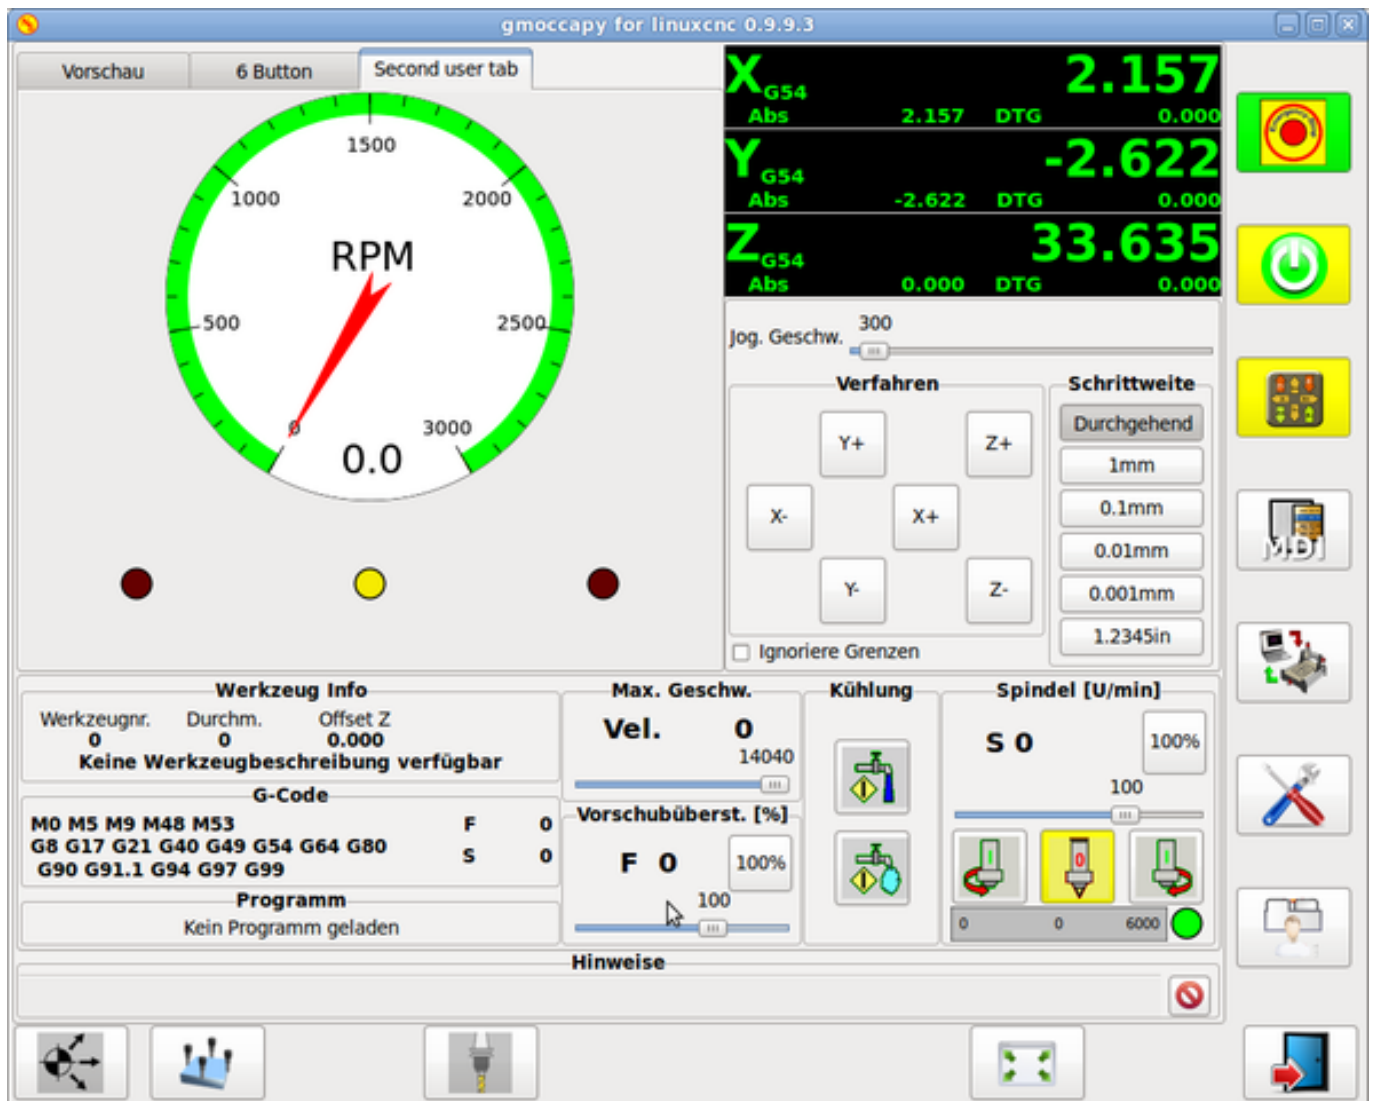 gmoccapy for linuxcnc 0.9.9.3
Vorschau 6 Button Second user tab
1500
1000 2000
RPM
500 2500
0 3000
0.0
X G54 2.157
Abs 2.157 DTG 0.000
Y G54 -2.622
Abs -2.622 DTG 0.000
Z G54 33.635
Abs 0.000 DTG 0.000
Jog. Geschw. 300
Verfahren
Y+ Z+
X- X+
Y- Z-
Ignoriere Grenzen
Schrittweite
Durchgehend
1mm
0.1mm
0.01mm
0.001mm
1.2345in
MDI
Werkzeug Info
Werkzeugnr. Durchm. Offset Z
0 0 0.000
Keine Werkzeugbeschreibung verfügbar
G-Code
M0 M5 M9 M48 M53 F 0
G8 G17 G21 G40 G49 G54 G64 G80 S 0
G90 G91.1 G94 G97 G99
Programm
Kein Programm geladen
Max. Geschw.
Vel. 0
14040
Vorschubüberst. [%]
F 0 100%
100
Kühlung
Spindel [U/min]
S 0 100%
100
I 0 I
0 0 6000
Hinweise